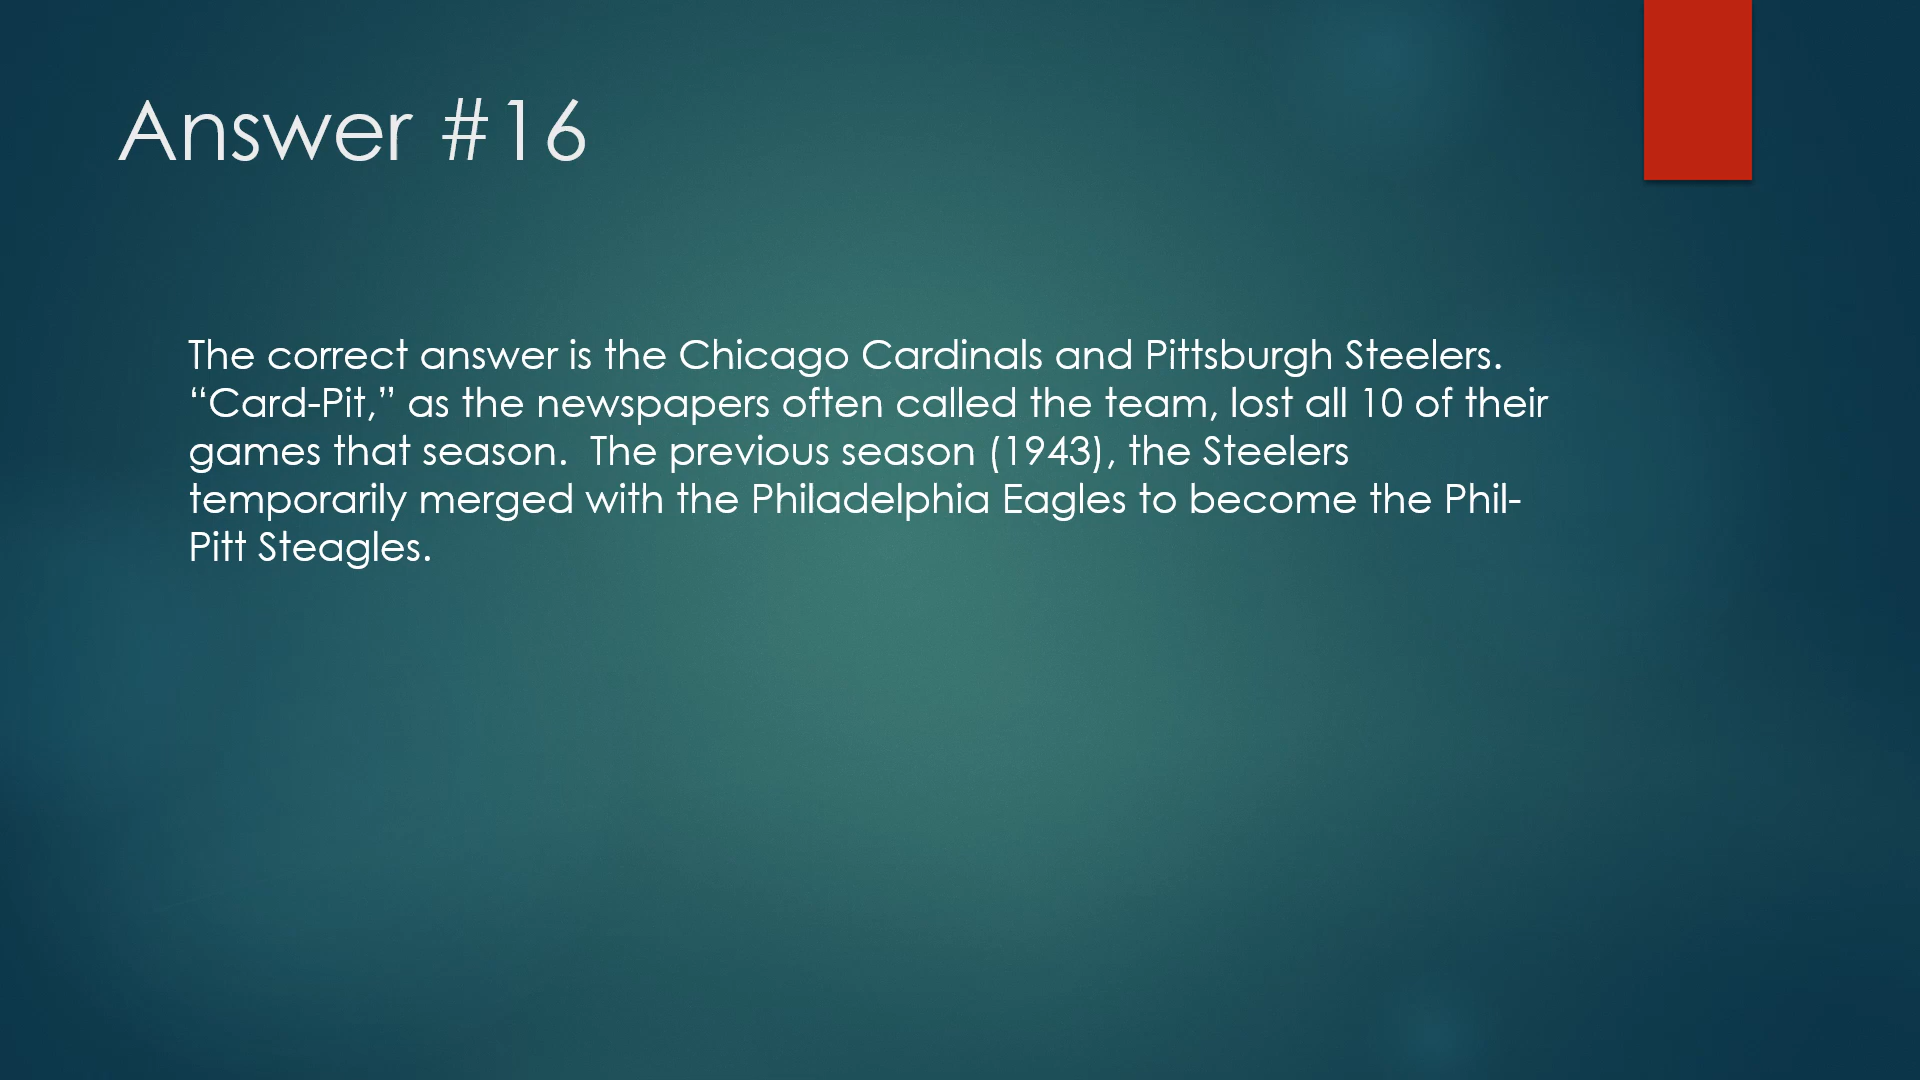 Answer #16
The correct answer is the Chicago Cardinals and Pittsburgh Steelers.
“Card-Pit,” as the newspapers often called the team, lost all 10 of their
games that season.  The previous season (1943), the Steelers
temporarily merged with the Philadelphia Eagles to become the Phil-
Pitt Steagles.